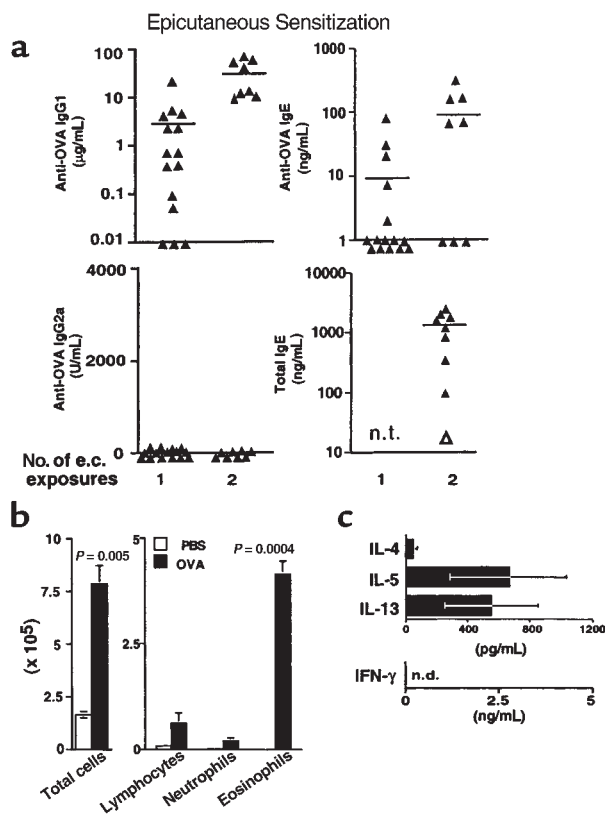 Epicutaneous Sensitization
a
Anti-OVA IgG1
(μg/mL)
100
10
1
0.1
0.01
Anti-OVA IgE
(ng/mL)
1000
100
10
1
Anti-OVA IgG2a
(U/mL)
4000
2000
0
Total IgE
(ng/mL)
10000
1000
100
10
n.t.
No. of e.c.
exposures
1
2
1
2
b
(x 10⁵)
10
7.5
5
2.5
0
P = 0.005
Total cells
5
2.5
0
PBS
OVA
P = 0.0004
Lymphocytes
Neutrophils
Eosinophils
c
IL-4
IL-5
IL-13
0
400
800
1200
(pg/mL)
IFN-γ
n.d.
0
2.5
5
(ng/mL)